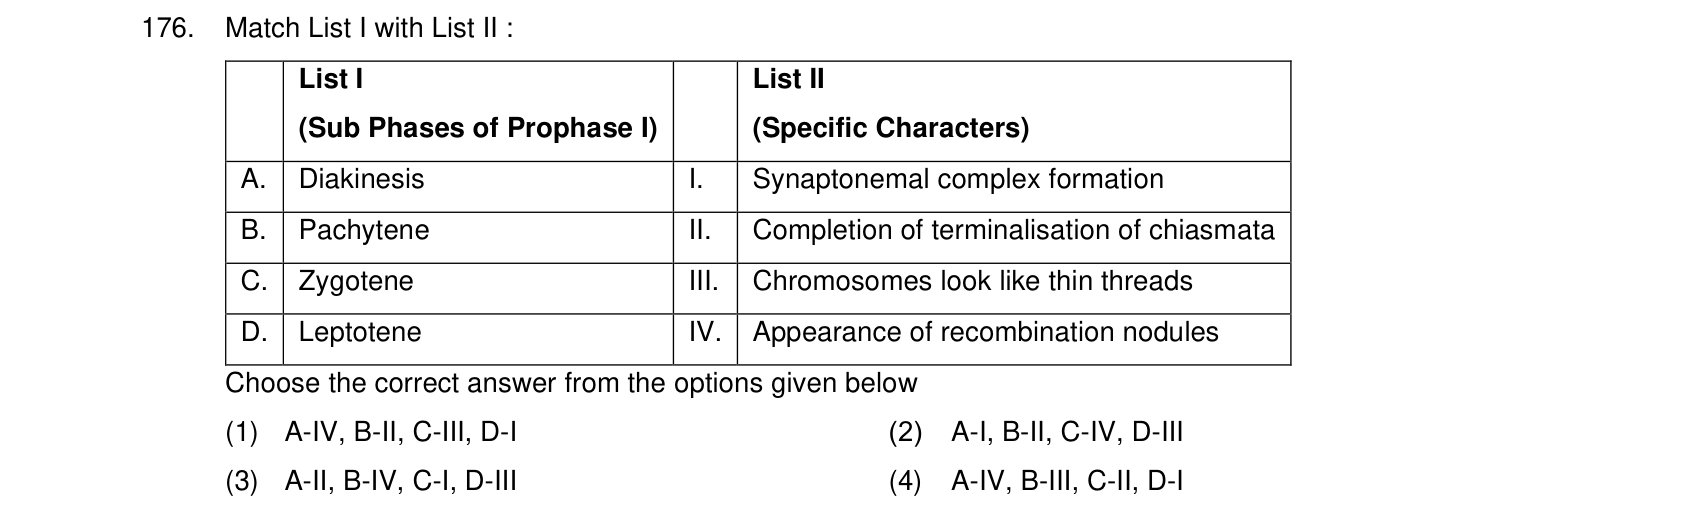 176. Match List I with List II :
List I List II
(Sub Phases of Prophase I) (Specific Characters)
A. Diakinesis I. Synaptonemal complex formation
B. Pachytene II. Completion of terminalisation of chiasmata
C. Zygotene III. Chromosomes look like thin threads
D. Leptotene IV. Appearance of recombination nodules
Choose the correct answer from the options given below
(1) A-IV, B-II, C-III, D-I (2) A-I, B-II, C-IV, D-III
(3) A-II, B-IV, C-I, D-III (4) A-IV, B-III, C-II, D-I